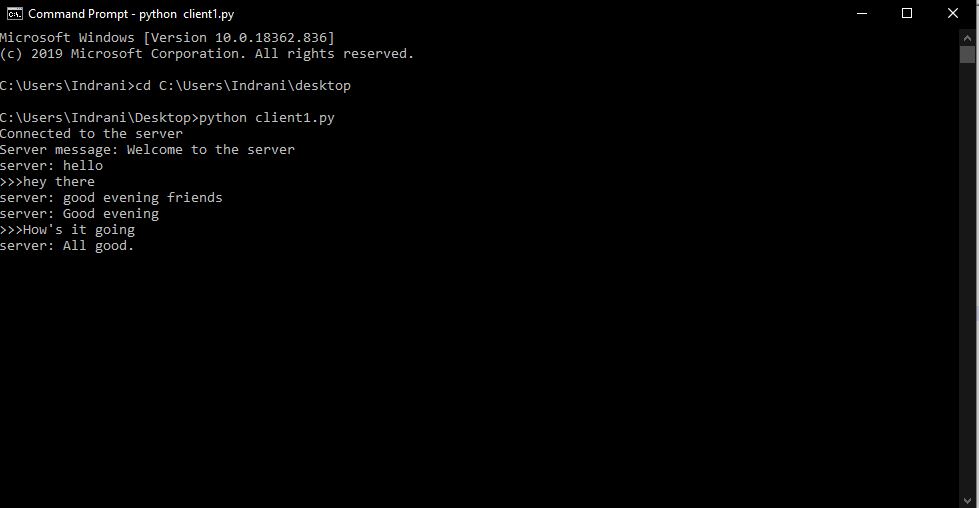 Command Prompt - python  client1.py
Microsoft Windows [Version 10.0.18362.836]
(c) 2019 Microsoft Corporation. All rights reserved.
C:\Users\Indrani>cd C:\Users\Indrani\desktop
C:\Users\Indrani\Desktop>python client1.py
Connected to the server
Server message: Welcome to the server
server: hello
>>>hey there
server: good evening friends
server: Good evening
>>>How's it going
server: All good.